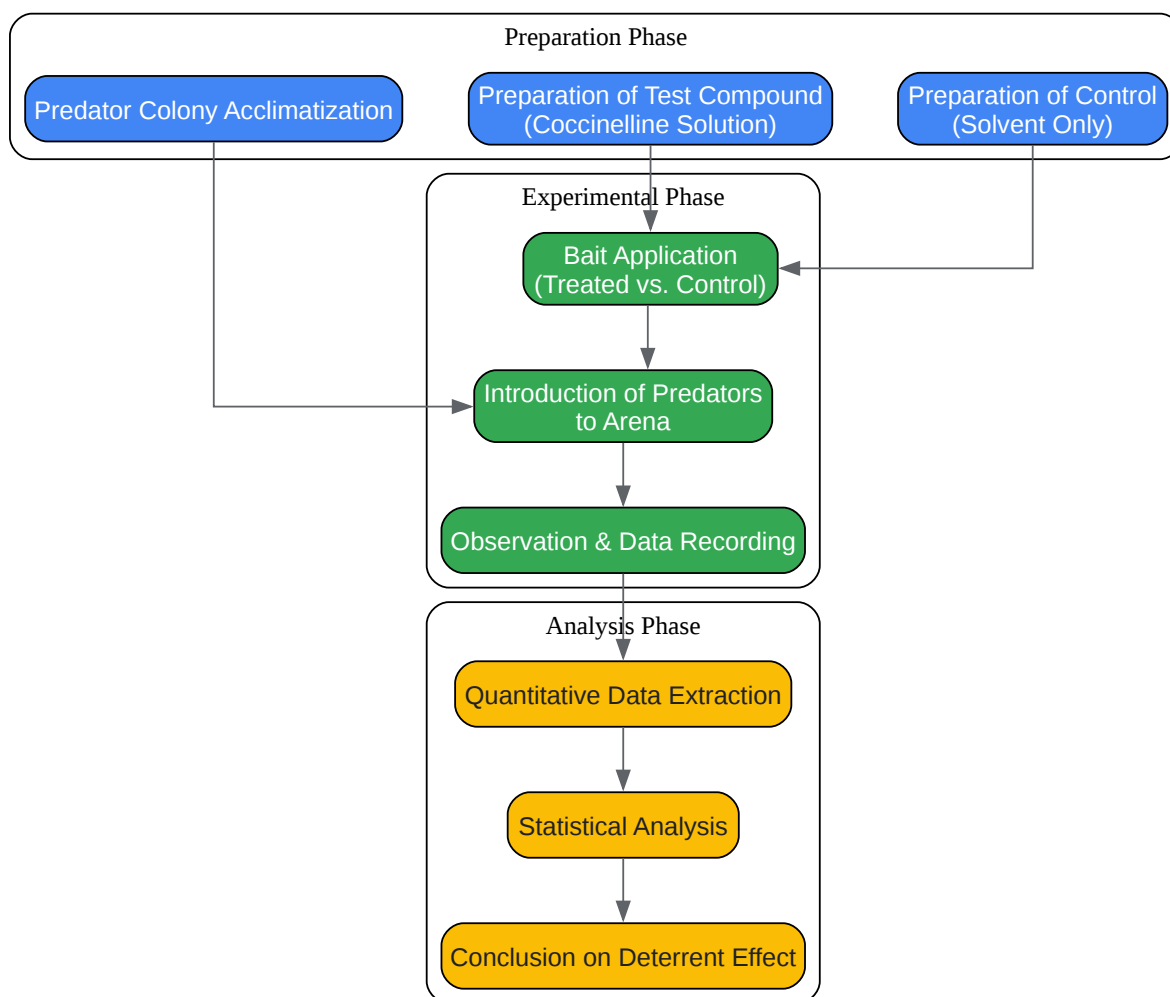 Preparation Phase
Predator Colony Acclimatization
Preparation of Test Compound
(Coccinelline Solution)
Preparation of Control
(Solvent Only)
Experimental Phase
Bait Application
(Treated vs. Control)
Introduction of Predators
to Arena
Observation & Data Recording
Analysis Phase
Quantitative Data Extraction
Statistical Analysis
Conclusion on Deterrent Effect